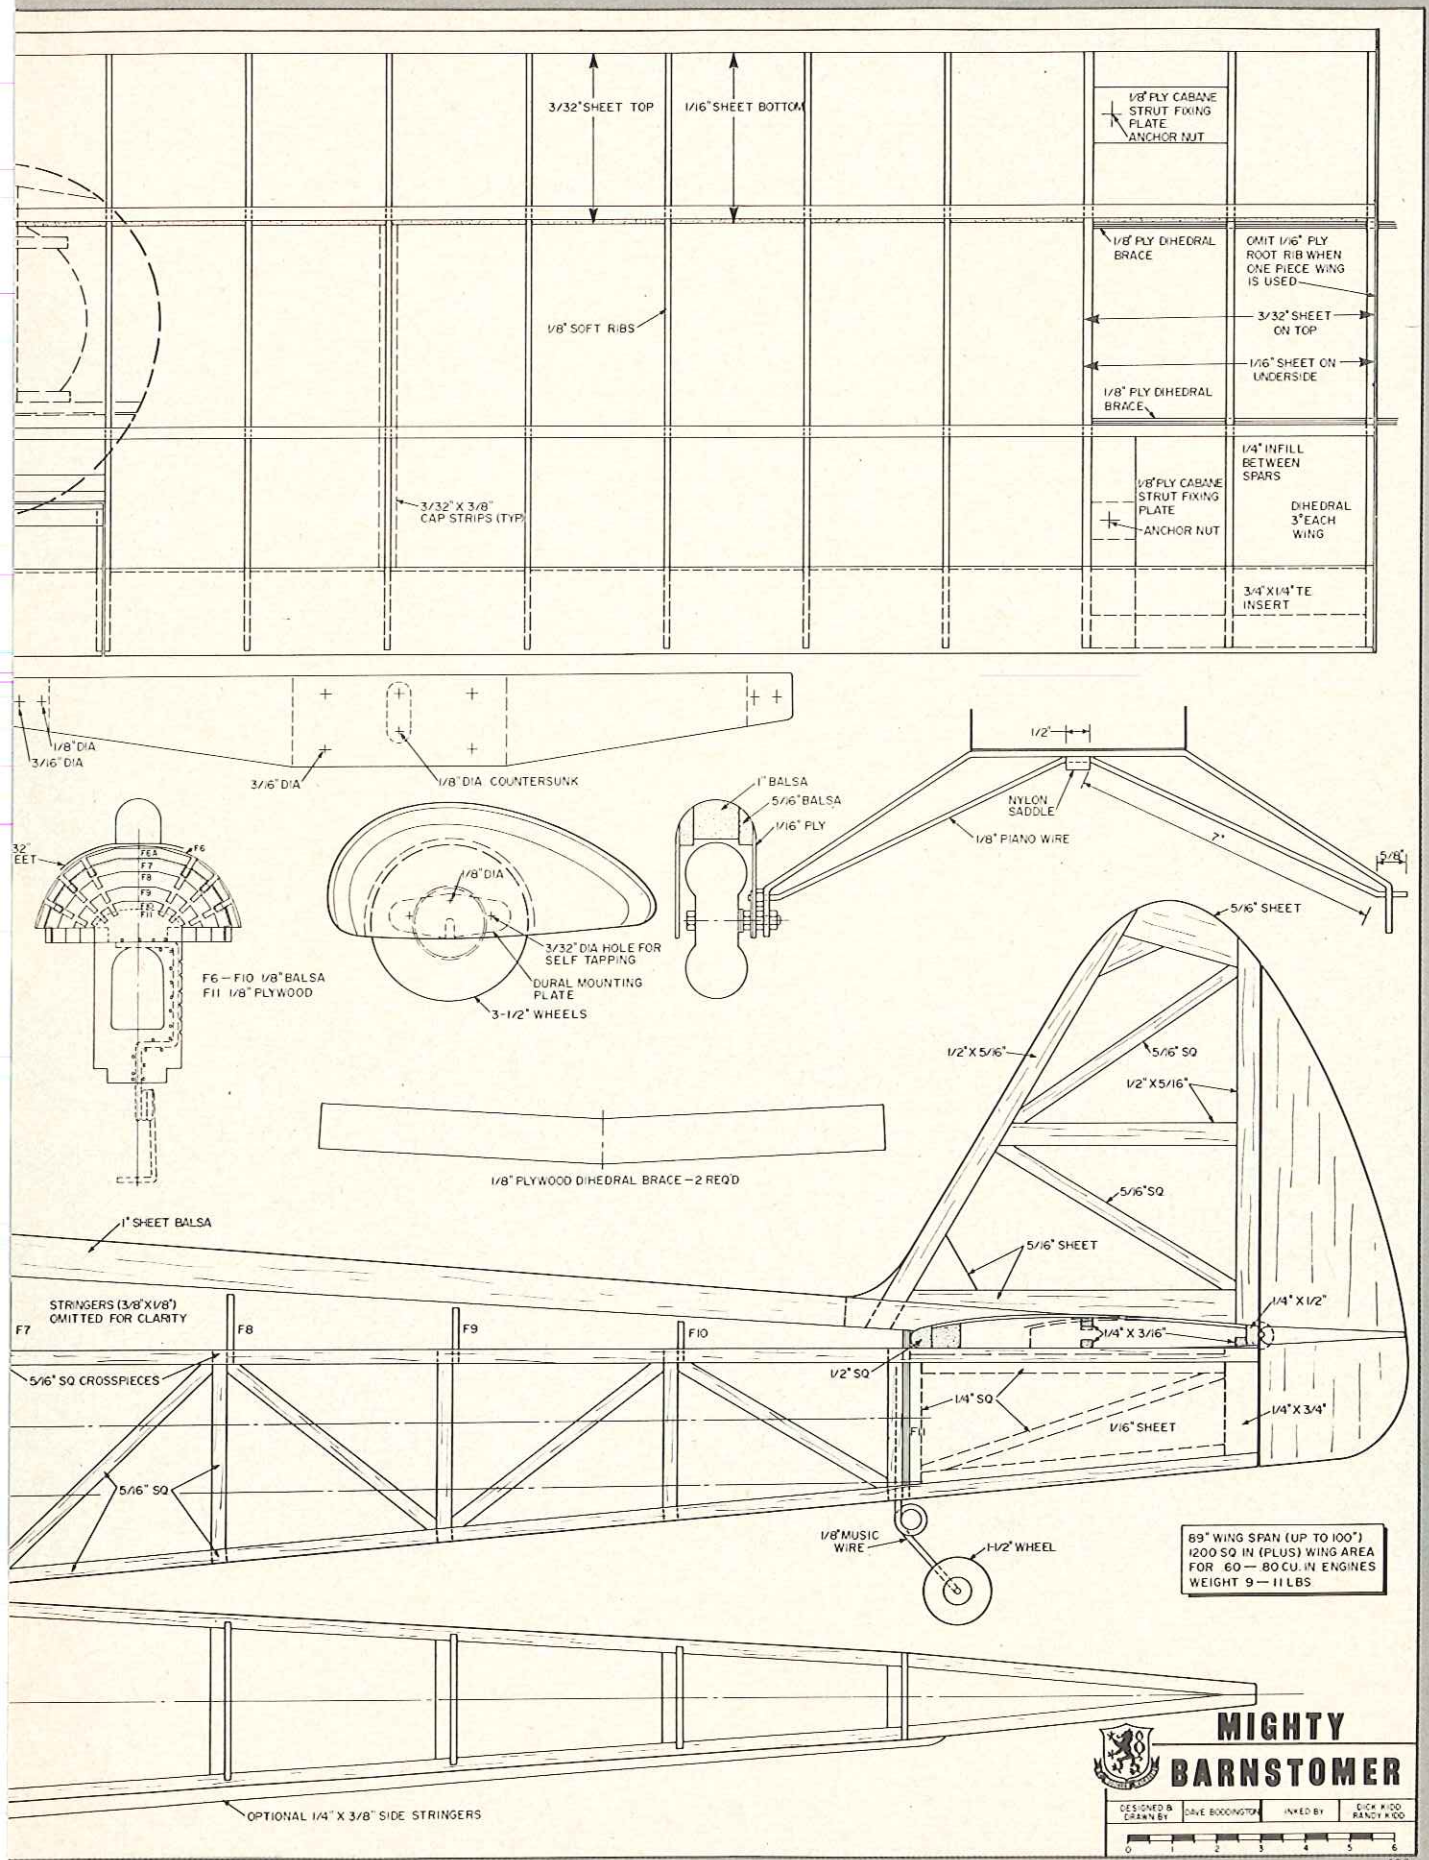 3/32" SHEET TOP
1/16" SHEET BOTTOM
1/8" PLY CABANE
STRUT FIXING
PLATE
ANCHOR NUT
1/8" PLY DIHEDRAL
BRACE
OMIT 1/16" PLY
ROOT RIB WHEN
ONE PIECE WING
IS USED
1/8" SOFT RIBS
3/32" SHEET
ON TOP
1/16" SHEET ON
UNDERSIDE
1/8" PLY DIHEDRAL
BRACE
1/4" INFILL
BETWEEN
SPARS
3/32" X 3/8"
CAP STRIPS (TYP)
1/8" PLY CABANE
STRUT FIXING
PLATE
ANCHOR NUT
DIHEDRAL
3° EACH
WING
3/4" X 1/4" TE
INSERT
1/8" DIA
3/16" DIA
3/16" DIA
1/8" DIA COUNTERSUNK
1/2"
NYLON
SADDLE
1/8" PIANO WIRE
7"
5/8"
1" BALSA
5/16" BALSA
1/16" PLY
32"
EET
F6
F6A
F7
F8
F9
F10
F11
F6 – F10 1/8" BALSA
F11 1/8" PLYWOOD
1/8" DIA
3/32" DIA HOLE FOR
SELF TAPPING
DURAL MOUNTING
PLATE
3-1/2" WHEELS
5/16" SHEET
1/2" X 5/16"
5/16" SQ
1/2" X 5/16"
5/16" SQ
5/16" SHEET
1/8" PLYWOOD DIHEDRAL BRACE – 2 REQ'D
1" SHEET BALSA
STRINGERS (3/8" X 1/8")
OMITTED FOR CLARITY
F7
F8
F9
F10
1/4" X 1/2"
1/4" X 3/16"
1/2" SQ
5/16" SQ CROSSPIECES
1/4" SQ
1/4" X 3/4"
1/16" SHEET
F11
5/16" SQ
1/8" MUSIC
WIRE
1-1/2" WHEEL
89" WING SPAN (UP TO 100")
1200 SQ IN (PLUS) WING AREA
FOR .60 – .80 CU. IN ENGINES
WEIGHT 9 – 11 LBS
OPTIONAL 1/4" X 3/8" SIDE STRINGERS
MIGHTY
BARNSTOMER
DESIGNED &
DRAWN BY
DAVE BODDINGTON
INKED BY
DICK KIDD
RANDY KIDD
0 1 2 3 4 5 6